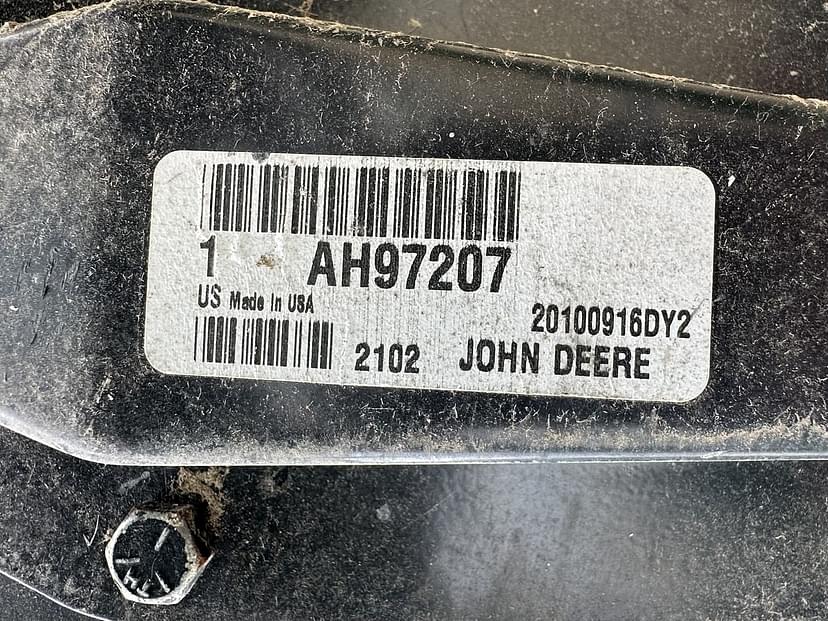 1 AH97207
US Made In USA
20100916DY2
2102 JOHN DEERE